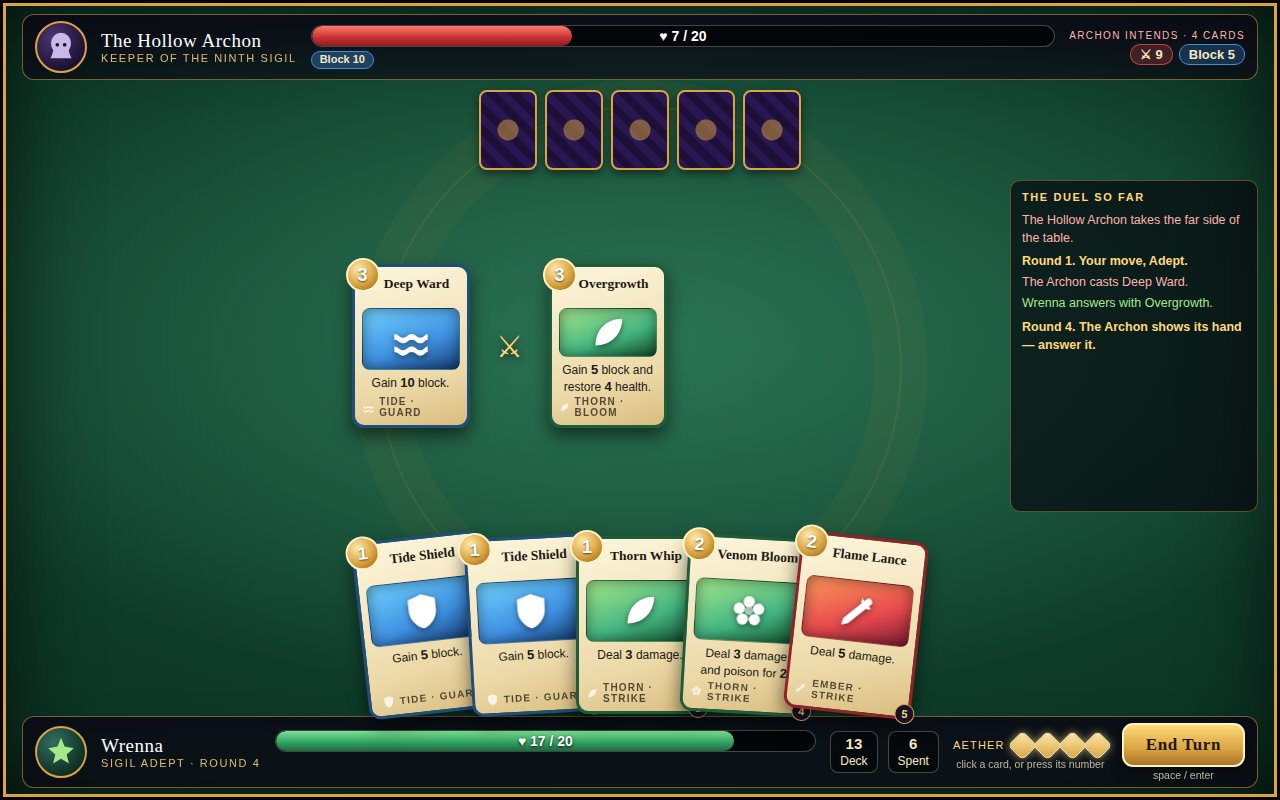 The Hollow Archon
KEEPER OF THE NINTH SIGIL
♥ 7 / 20
Block 10
ARCHON INTENDS · 4 CARDS
⚔ 9
Block 5
THE DUEL SO FAR
The Hollow Archon takes the far side of
the table.
Round 1. Your move, Adept.
The Archon casts Deep Ward.
Wrenna answers with Overgrowth.
Round 4. The Archon shows its hand
— answer it.
3
Deep Ward
Gain 10 block.
TIDE ·
GUARD
⚔
3
Overgrowth
Gain 5 block and
restore 4 health.
THORN ·
BLOOM
1
Tide Shield
Gain 5 block.
TIDE · GUAR
1
Tide Shield
Gain 5 block.
TIDE · GUAR
1
Thorn Whip
Deal 3 damage.
THORN ·
STRIKE
2
Venom Bloom
Deal 3 damage
and poison for 2
THORN ·
STRIKE
4
2
Flame Lance
Deal 5 damage.
EMBER ·
STRIKE
5
Wrenna
SIGIL ADEPT · ROUND 4
♥ 17 / 20
13
Deck
6
Spent
AETHER
click a card, or press its number
End Turn
space / enter